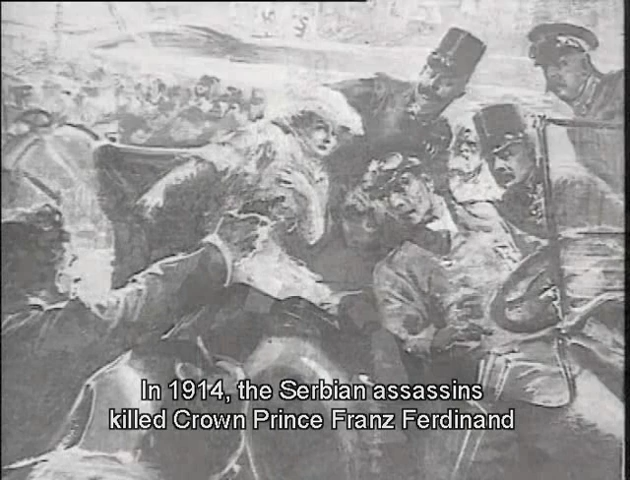 In 1914, the Serbian assassins
killed Crown Prince Franz Ferdinand